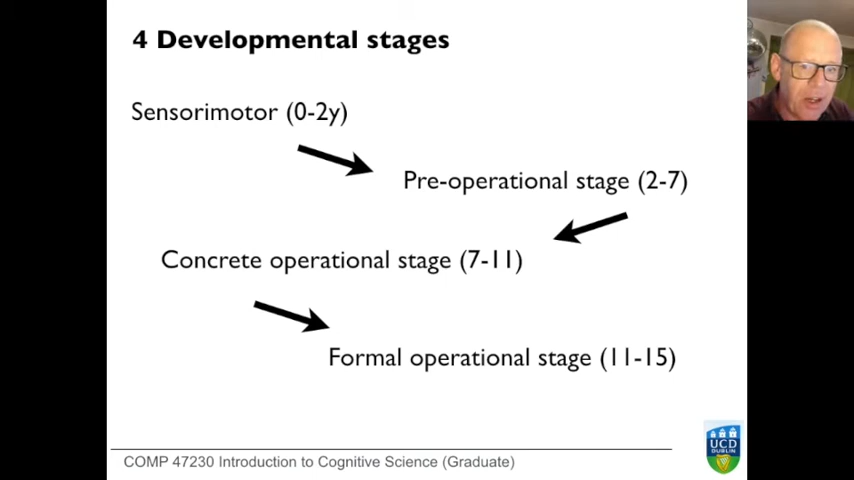 4 Developmental stages
Sensorimotor (0-2y)
Pre-operational stage (2-7)
Concrete operational stage (7-11)
Formal operational stage (11-15)
COMP 47230 Introduction to Cognitive Science (Graduate)
UCD
DUBLIN